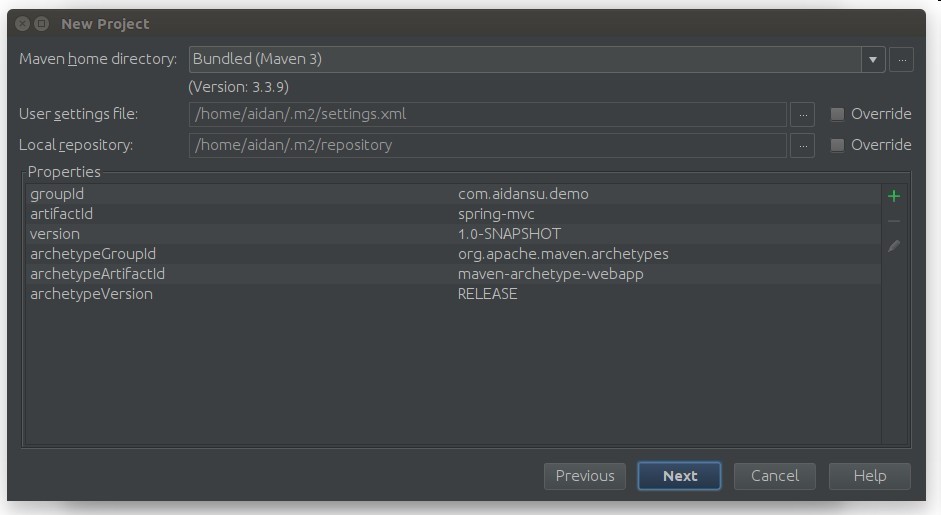 New Project
Maven home directory: Bundled (Maven 3) ...
(Version: 3.3.9)
User settings file: /home/aidan/.m2/settings.xml ... Override
Local repository: /home/aidan/.m2/repository ... Override
Properties
groupId com.aidansu.demo
artifactId spring-mvc
version 1.0-SNAPSHOT
archetypeGroupId org.apache.maven.archetypes
archetypeArtifactId maven-archetype-webapp
archetypeVersion RELEASE
Previous Next Cancel Help